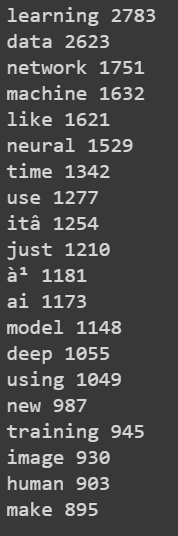 learning 2783
data 2623
network 1751
machine 1632
like 1621
neural 1529
time 1342
use 1277
itâ 1254
just 1210
à¹ 1181
ai 1173
model 1148
deep 1055
using 1049
new 987
training 945
image 930
human 903
make 895